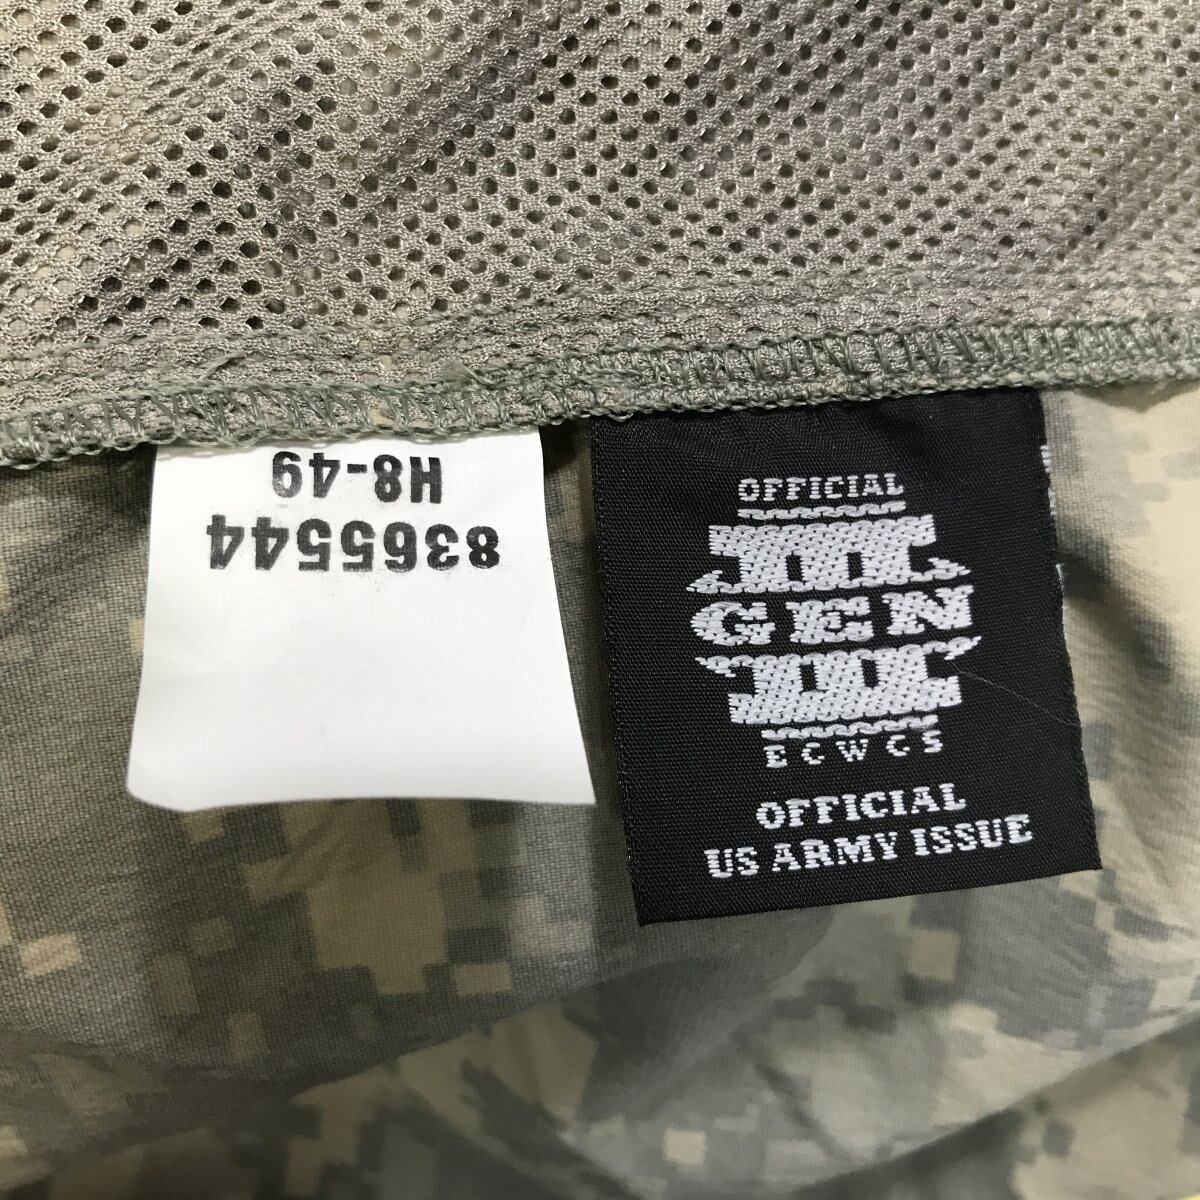 8365544
H8-49
OFFICIAL
III
GEN
III
ECWCS
OFFICIAL
US ARMY ISSUE